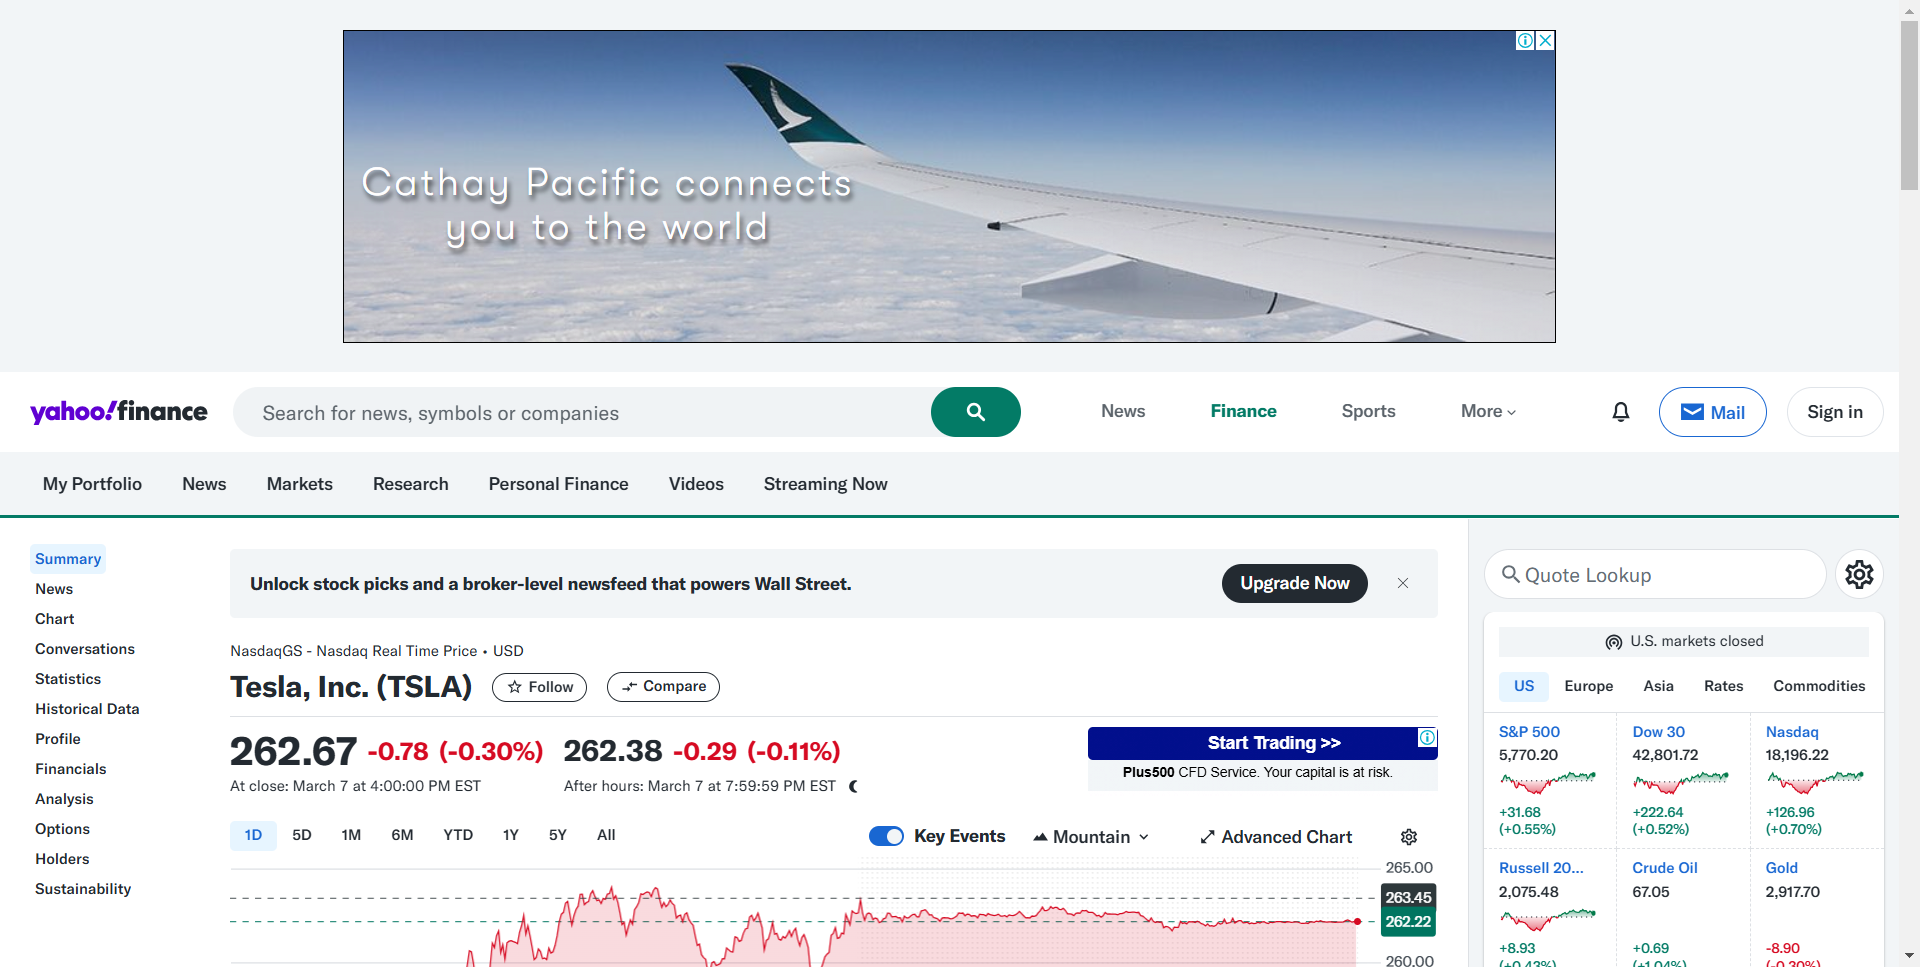 Cathay Pacific connects
you to the world
yahoo!finance
Search for news, symbols or companies
News
Finance
Sports
More
Mail
Sign in
My Portfolio
News
Markets
Research
Personal Finance
Videos
Streaming Now
Summary
News
Chart
Conversations
Statistics
Historical Data
Profile
Financials
Analysis
Options
Holders
Sustainability
Unlock stock picks and a broker-level newsfeed that powers Wall Street.
Upgrade Now
NasdaqGS - Nasdaq Real Time Price • USD
Tesla, Inc. (TSLA)
Follow
Compare
262.67 -0.78 (-0.30%)
At close: March 7 at 4:00:00 PM EST
262.38 -0.29 (-0.11%)
After hours: March 7 at 7:59:59 PM EST
Start Trading >>
Plus500 CFD Service. Your capital is at risk.
1D
5D
1M
6M
YTD
1Y
5Y
All
Key Events
Mountain
Advanced Chart
265.00
263.45
262.22
260.00
Quote Lookup
U.S. markets closed
US
Europe
Asia
Rates
Commodities
S&P 500
5,770.20
+31.68
(+0.55%)
Dow 30
42,801.72
+222.64
(+0.52%)
Nasdaq
18,196.22
+126.96
(+0.70%)
Russell 20...
2,075.48
+8.93
(+0.43%)
Crude Oil
67.05
+0.69
(+1.04%)
Gold
2,917.70
-8.90
(-0.30%)